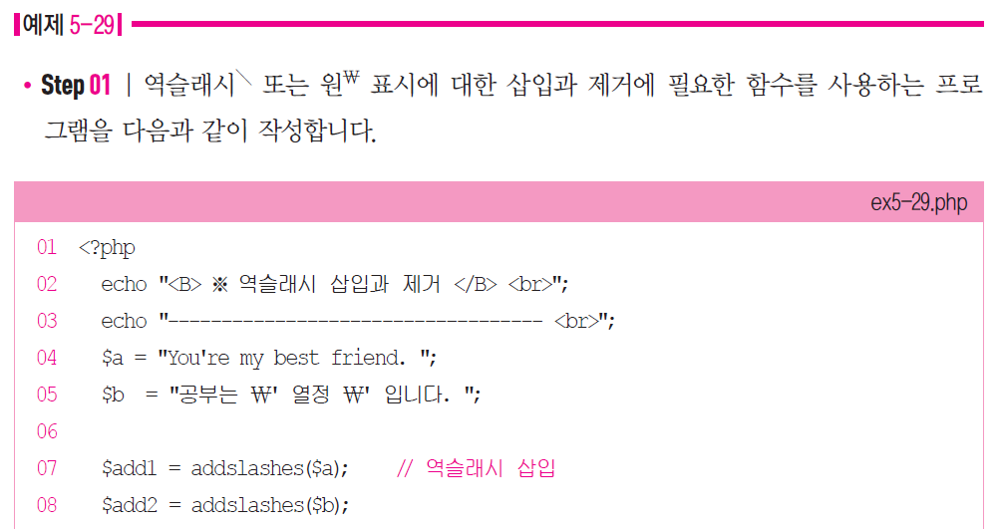 예제 5-29
• Step 01 | 역슬래시\ 또는 원₩ 표시에 대한 삽입과 제거에 필요한 함수를 사용하는 프로
그램을 다음과 같이 작성합니다.
ex5-29.php
01 <?php
02 echo "<B> ※ 역슬래시 삽입과 제거 </B> <br>";
03 echo "----------------------------------- <br>";
04 $a = "You're my best friend. ";
05 $b = "공부는 ₩' 열정 ₩' 입니다. ";
06
07 $add1 = addslashes($a); // 역슬래시 삽입
08 $add2 = addslashes($b);